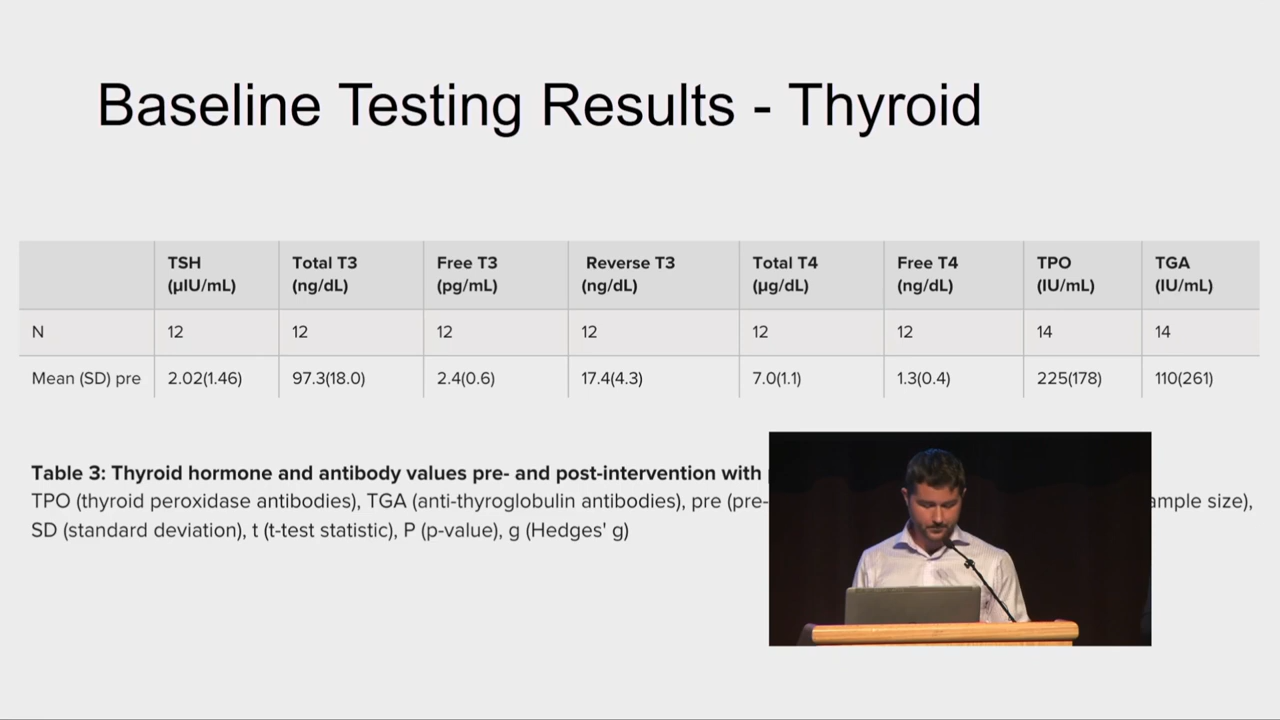 Baseline Testing Results - Thyroid
TSH (µIU/mL) Total T3 (ng/dL) Free T3 (pg/mL) Reverse T3 (ng/dL) Total T4 (µg/dL) Free T4 (ng/dL) TPO (IU/mL) TGA (IU/mL)
N 12 12 12 12 12 12 14 14
Mean (SD) pre 2.02(1.46) 97.3(18.0) 2.4(0.6) 17.4(4.3) 7.0(1.1) 1.3(0.4) 225(178) 110(261)
Table 3: Thyroid hormone and antibody values pre- and post-intervention with
TPO (thyroid peroxidase antibodies), TGA (anti-thyroglobulin antibodies), pre (pre- size),
SD (standard deviation), t (t-test statistic), P (p-value), g (Hedges' g)